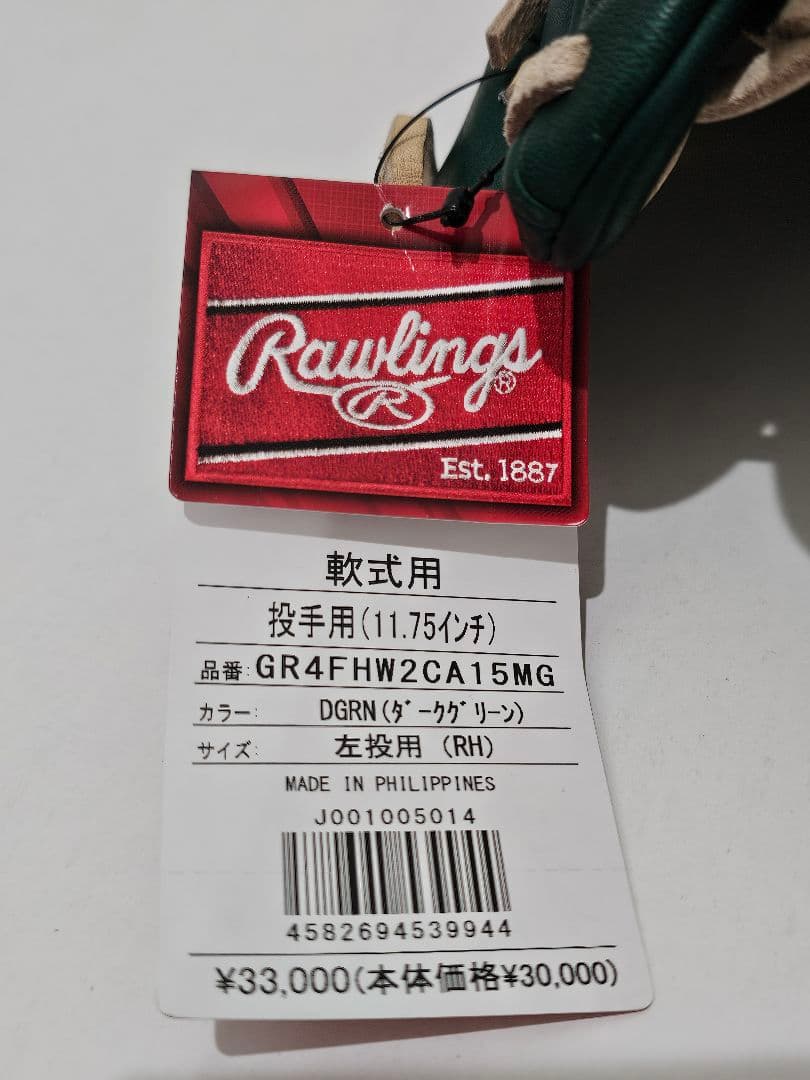 Rawlings®
R
Est. 1887
軟式用
投手用(11.75インチ)
品番:GR4FHW2CA15MG
カラー: DGRN(ダークグリーン)
サイズ: 左投用 (RH)
MADE IN PHILIPPINES
J001005014
4582694539944
¥33,000(本体価格¥30,000)